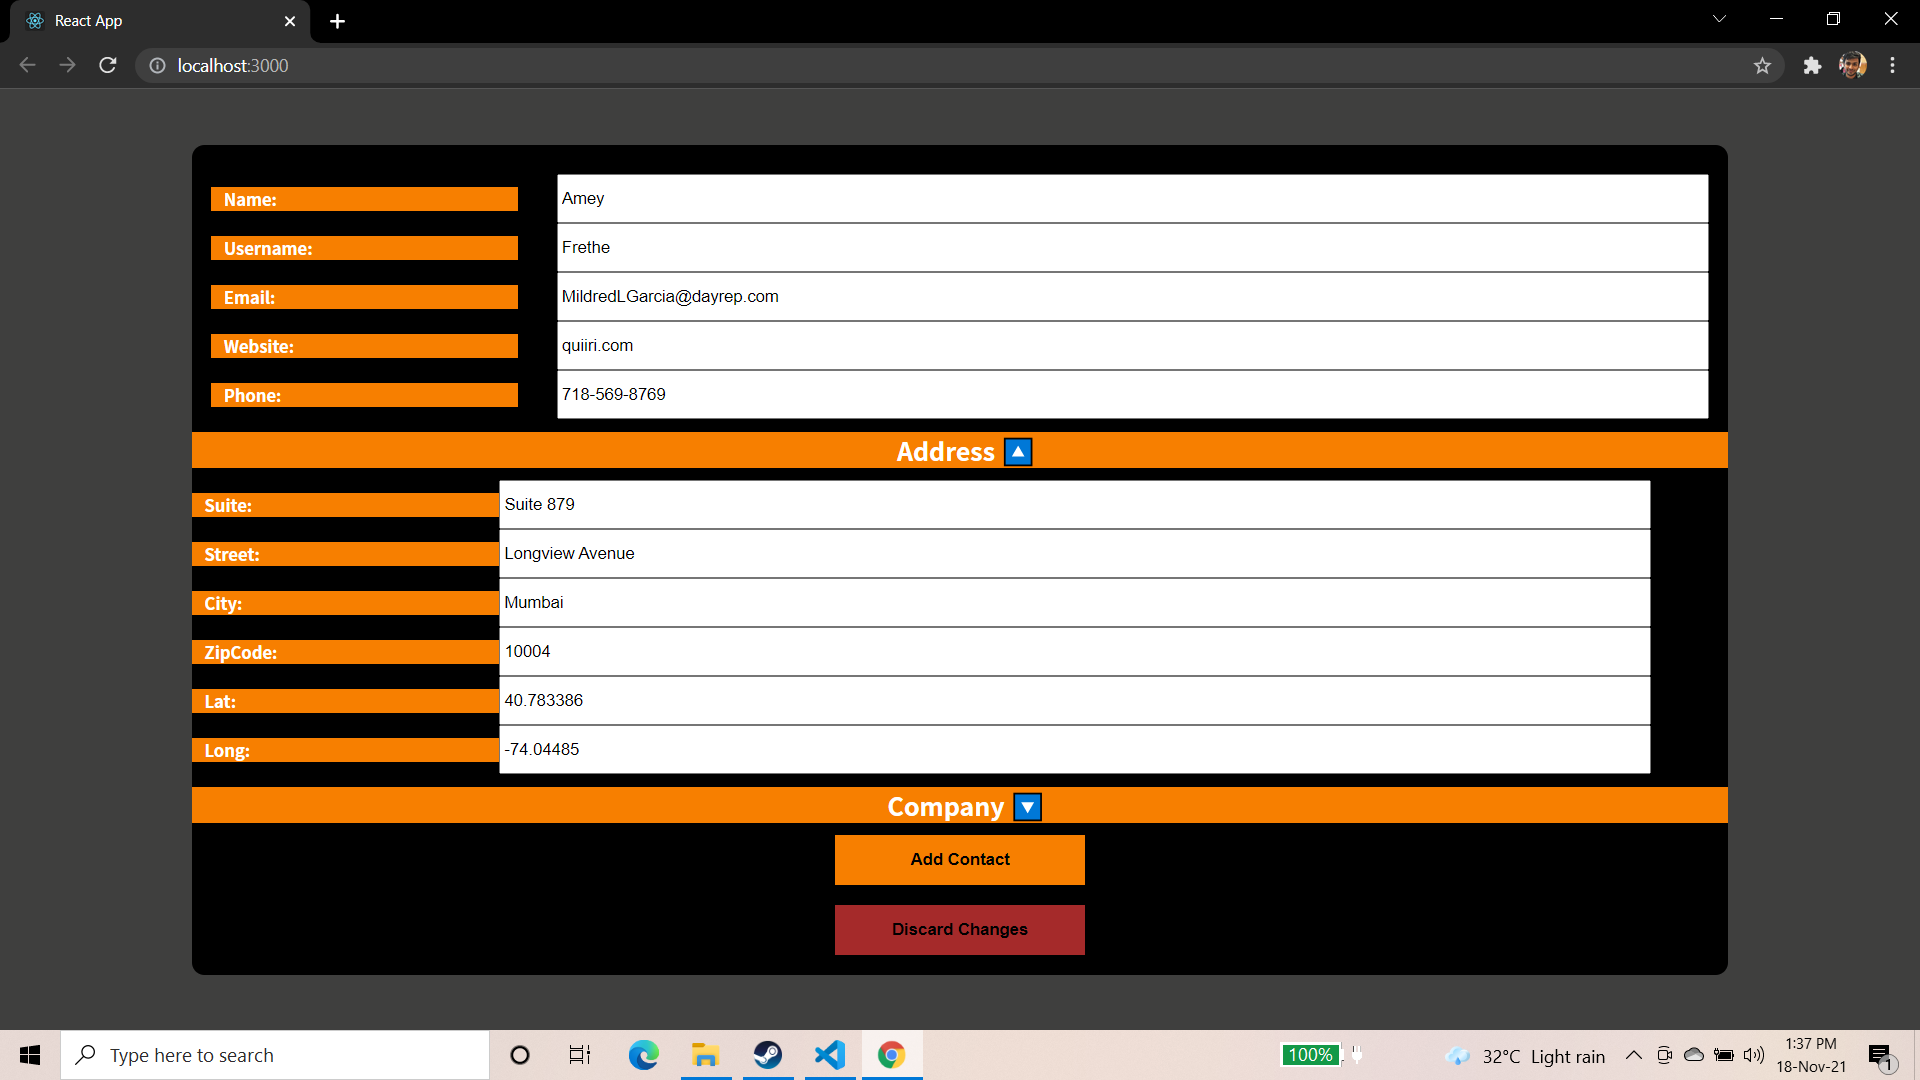 React App
localhost:3000
Name: Amey
Username: Frethe
Email: MildredLGarcia@dayrep.com
Website: quiiri.com
Phone: 718-569-8769
Address
Suite: Suite 879
Street: Longview Avenue
City: Mumbai
ZipCode: 10004
Lat: 40.783386
Long: -74.04485
Company
Add Contact
Discard Changes
Type here to search
100%
32°C Light rain
1:37 PM
18-Nov-21
1